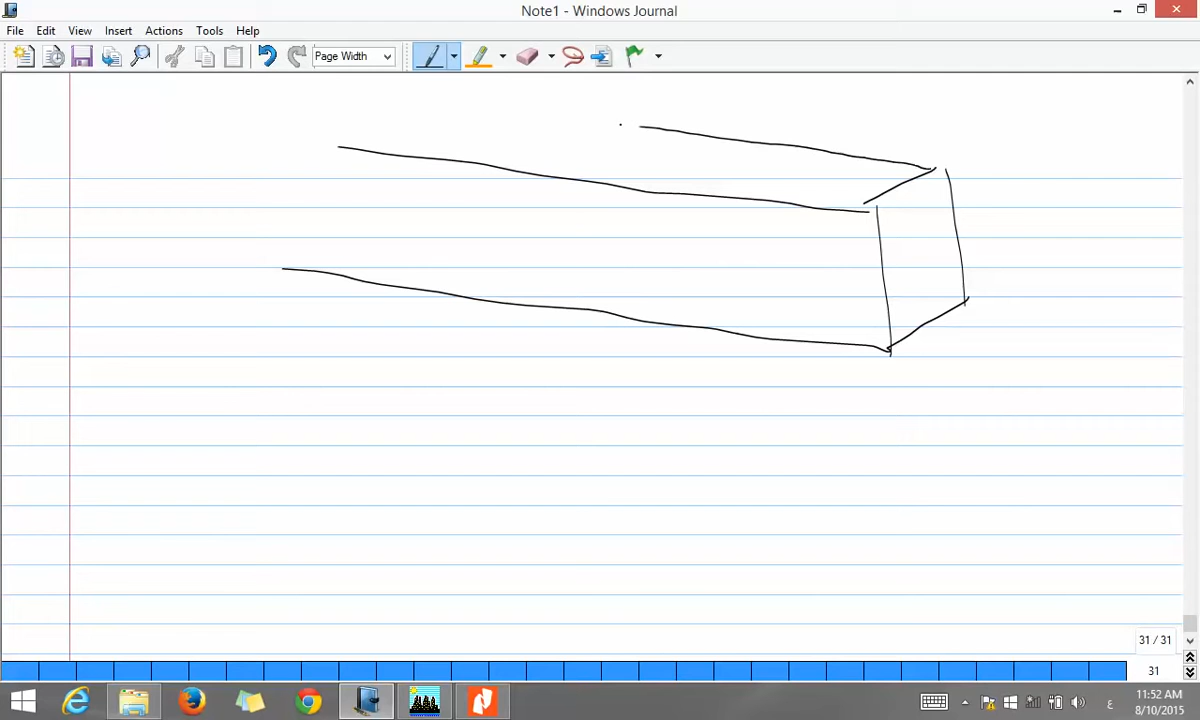 Note1 - Windows Journal
File Edit View Insert Actions Tools Help
Page Width
31 / 31
31
ع
11:52 AM
8/10/2015